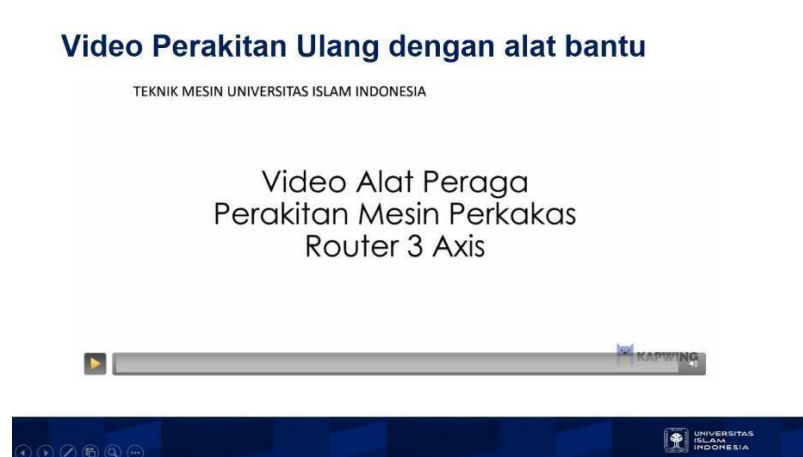 Video Perakitan Ulang dengan alat bantu
TEKNIK MESIN UNIVERSITAS ISLAM INDONESIA
Video Alat Peraga
Perakitan Mesin Perkakas
Router 3 Axis
KAPWING
UNIVERSITAS
ISLAM
INDONESIA